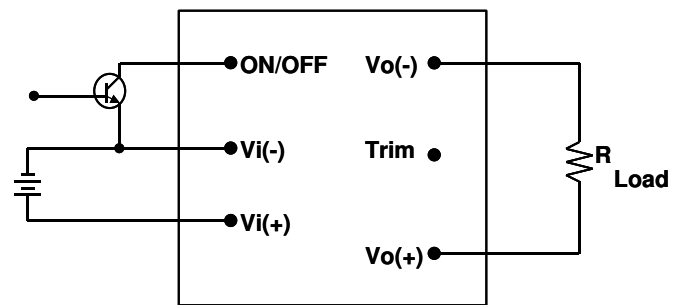 ON/OFF
Vo(-)
Vi(-)
Trim
R
Load
Vi(+)
Vo(+)